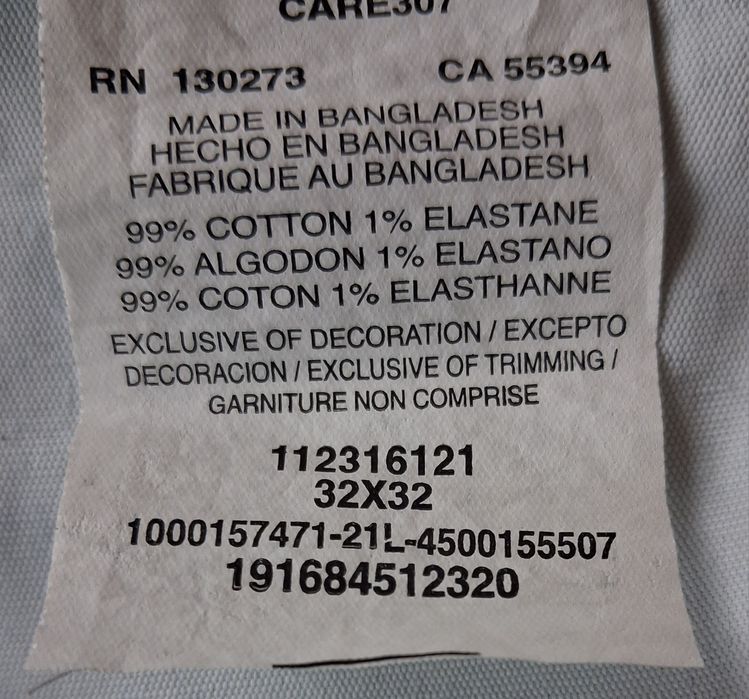 CARE307
RN 130273 CA 55394
MADE IN BANGLADESH
HECHO EN BANGLADESH
FABRIQUE AU BANGLADESH
99% COTTON 1% ELASTANE
99% ALGODON 1% ELASTANO
99% COTON 1% ELASTHANNE
EXCLUSIVE OF DECORATION / EXCEPTO
DECORACION / EXCLUSIVE OF TRIMMING /
GARNITURE NON COMPRISE
112316121
32X32
1000157471-21L-4500155507
191684512320